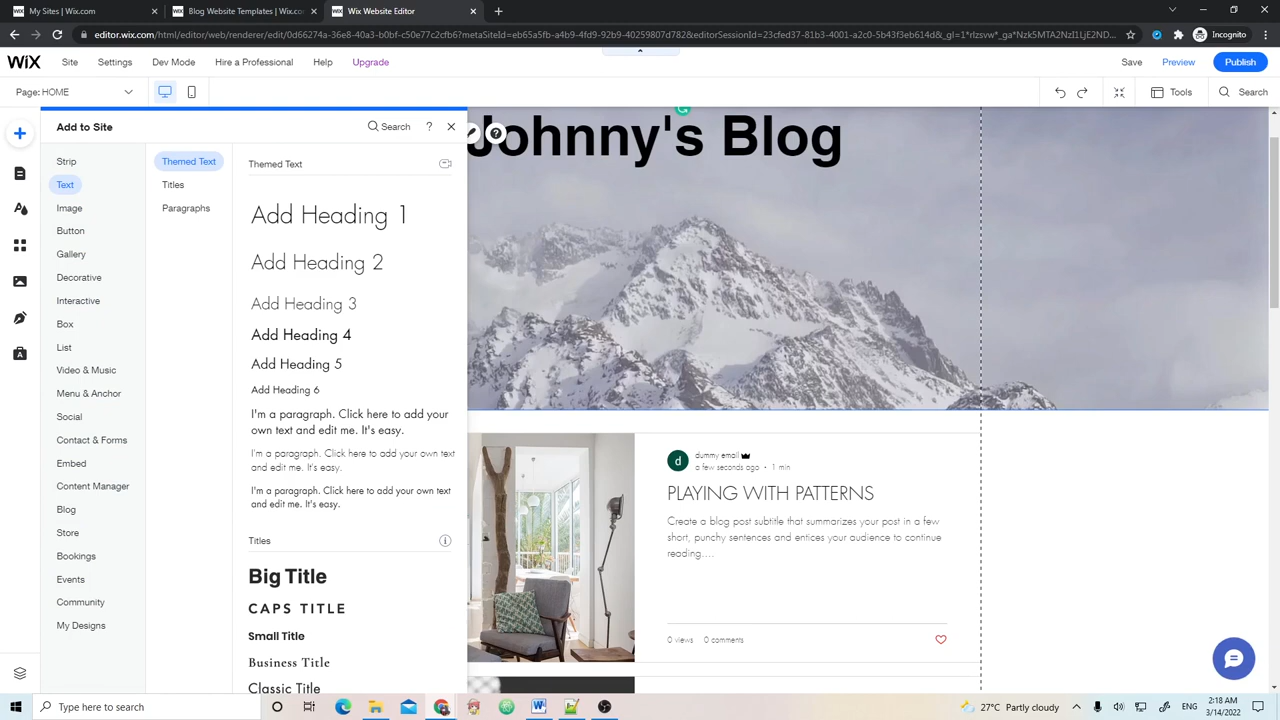 My Sites | Wix.com
Blog Website Templates | Wix.com
Website Editor | Wix
Incognito
editor.wix.com/html/editor/web/renderer/edit/0d66274a-36e8-40a3-b0bf-c50e77c2cfb6?metaSiteId=eb65a5fb-a4b9-4fd9-92b9-40259807d782&editorSessionId=23cfed37-81b3-4001-a2c0-5b43f3eb614d&_gl=1*rlsvvw*_ga*Nzk5MTA2NzI1LjE2ND...
WiX
Site
Settings
Dev Mode
Hire a Professional
Help
Upgrade
Save
Preview
Publish
Page: HOME
Tools
Search
Add to Site
Search
?
Johnny's Blog
Strip
Text
Image
Button
Gallery
Decorative
Interactive
Box
List
Video & Music
Menu & Anchor
Social
Contact & Forms
Embed
Content Manager
Blog
Store
Bookings
Events
Community
My Designs
Themed Text
Titles
Paragraphs
Themed Text
Add Heading 1
Add Heading 2
Add Heading 3
Add Heading 4
Add Heading 5
Add Heading 6
I'm a paragraph. Click here to add your
own text and edit me. It's easy.
I'm a paragraph. Click here to add your own text
and edit me. It's easy.
I'm a paragraph. Click here to add your own text
and edit me. It's easy.
Titles
Big Title
CAPS TITLE
Small Title
Business Title
Classic Title
d
dummy email
a few seconds ago · 1 min
PLAYING WITH PATTERNS
Create a blog post subtitle that summarizes your post in a few
short, punchy sentences and entices your audience to continue
reading....
0 views
0 comments
Type here to search
27°C Partly cloudy
ENG
2:18 AM
3/14/2022